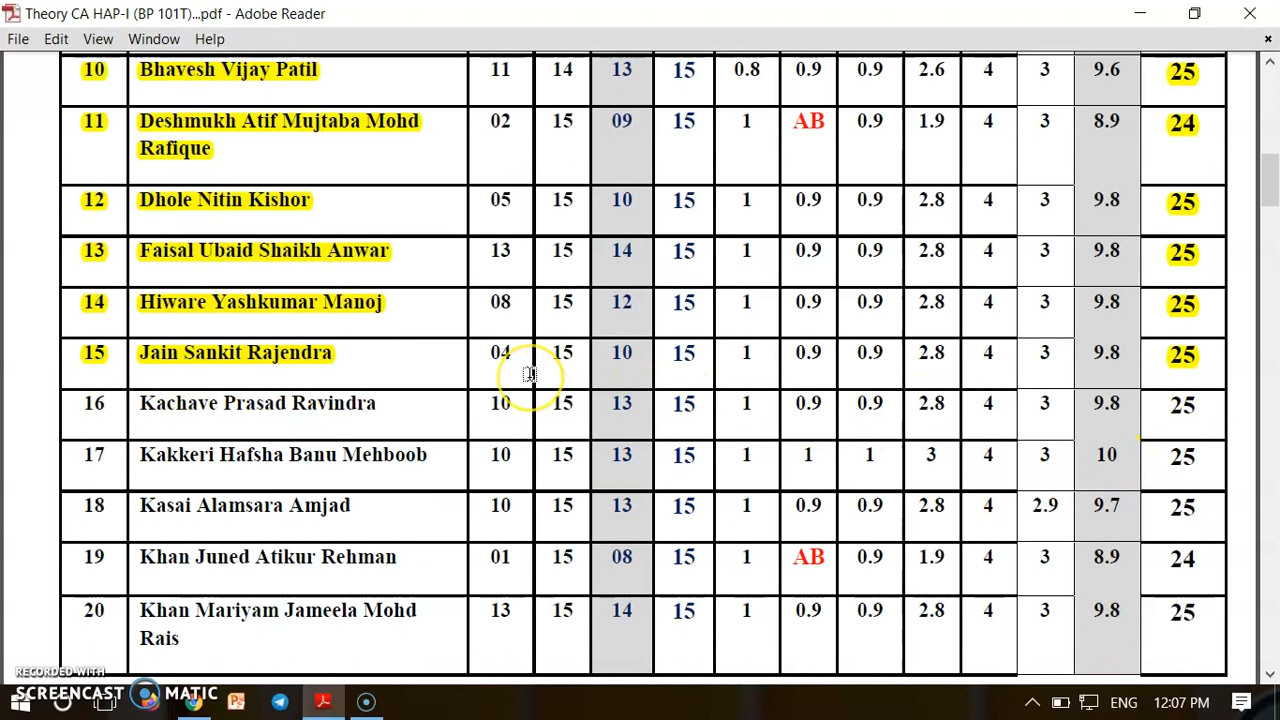 Theory CA HAP-I (BP 101T)...pdf - Adobe Reader
File Edit View Window Help
10 Bhavesh Vijay Patil 11 14 13 15 0.8 0.9 0.9 2.6 4 3 9.6 25
11 Deshmukh Atif Mujtaba Mohd 02 15 09 15 1 AB 0.9 1.9 4 3 8.9 24
Rafique
12 Dhole Nitin Kishor 05 15 10 15 1 0.9 0.9 2.8 4 3 9.8 25
13 Faisal Ubaid Shaikh Anwar 13 15 14 15 1 0.9 0.9 2.8 4 3 9.8 25
14 Hiware Yashkumar Manoj 08 15 12 15 1 0.9 0.9 2.8 4 3 9.8 25
15 Jain Sankit Rajendra 04 15 10 15 1 0.9 0.9 2.8 4 3 9.8 25
16 Kachave Prasad Ravindra 10 15 13 15 1 0.9 0.9 2.8 4 3 9.8 25
17 Kakkeri Hafsha Banu Mehboob 10 15 13 15 1 1 1 3 4 3 10 25
18 Kasai Alamsara Amjad 10 15 13 15 1 0.9 0.9 2.8 4 2.9 9.7 25
19 Khan Juned Atikur Rehman 01 15 08 15 1 AB 0.9 1.9 4 3 8.9 24
20 Khan Mariyam Jameela Mohd 13 15 14 15 1 0.9 0.9 2.8 4 3 9.8 25
Rais
RECORDED WITH
SCREENCAST MATIC
ENG 12:07 PM